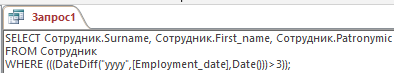 Запрос1
SELECT Сотрудник.Surname, Сотрудник.First_name, Сотрудник.Patronymic
FROM Сотрудник
WHERE (((DateDiff("yyyy",[Employment_date],Date()))>3));